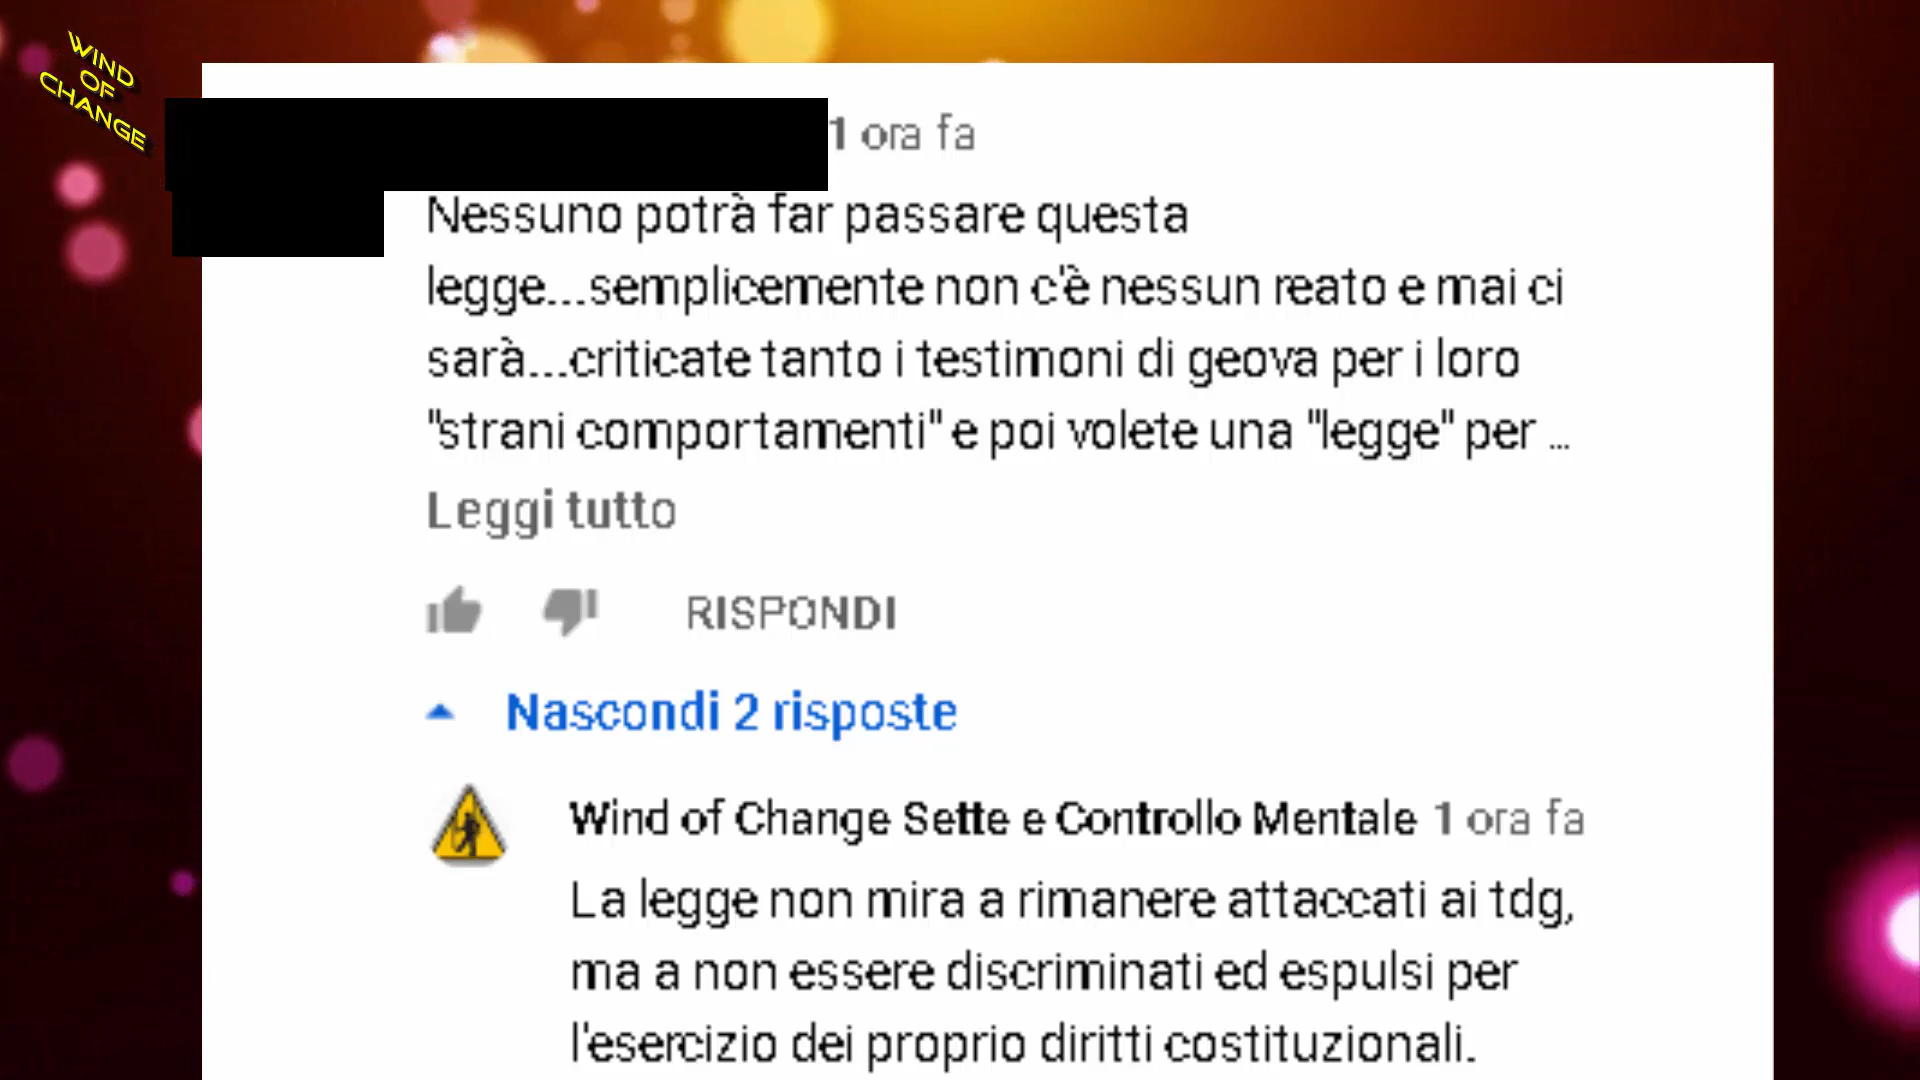 WIND
OF
CHANGE
1 ora fa
Nessuno potrà far passare questa
legge...semplicemente non c'è nessun reato e mai ci
sarà...criticate tanto i testimoni di geova per i loro
"strani comportamenti" e poi volete una "legge" per ...
Leggi tutto
RISPONDI
Nascondi 2 risposte
Wind of Change Sette e Controllo Mentale 1 ora fa
La legge non mira a rimanere attaccati ai tdg,
ma a non essere discriminati ed espulsi per
l'esercizio dei proprio diritti costituzionali.